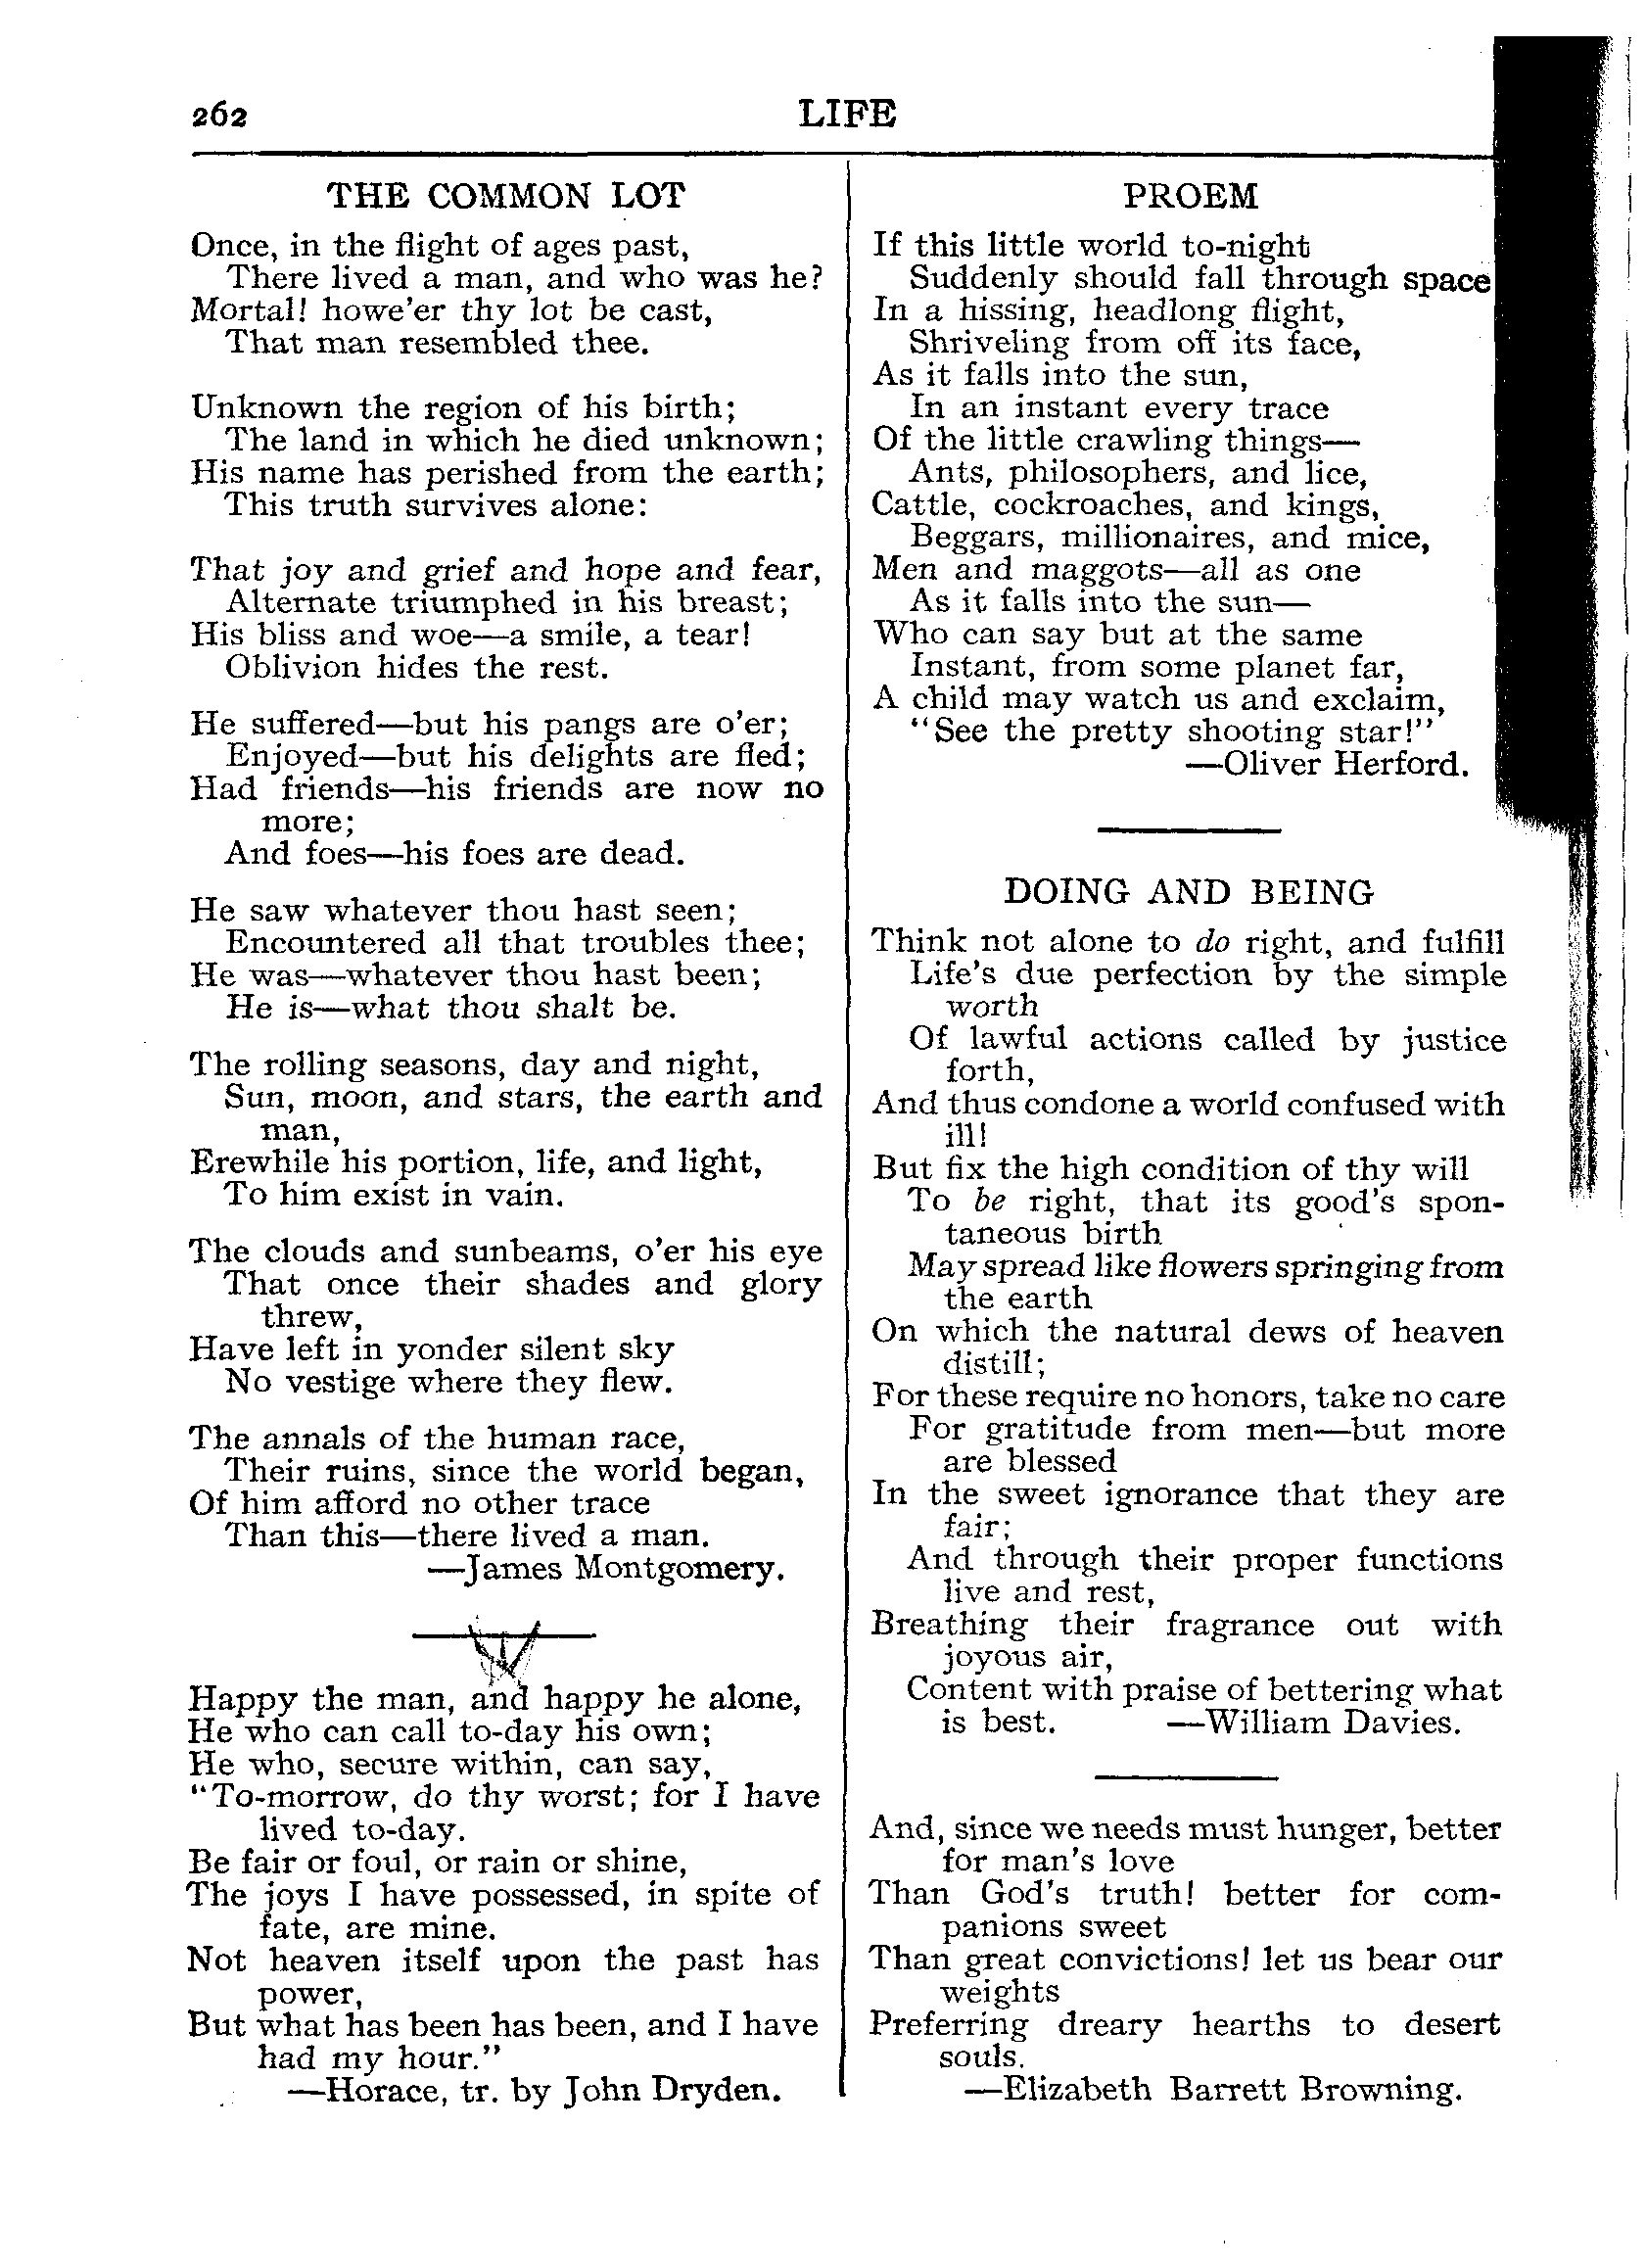 262
LIFE
THE COMMON LOT
Once, in the flight of ages past,
There lived a man, and who was he?
Mortal! howe'er thy lot be cast,
That man resembled thee.
Unknown the region of his birth;
The land in which he died unknown;
His name has perished from the earth;
This truth survives alone:
That joy and grief and hope and fear,
Alternate triumphed in his breast;
His bliss and woe—a smile, a tear!
Oblivion hides the rest.
He suffered—but his pangs are o'er;
Enjoyed—but his delights are fled;
Had friends—his friends are now no
more;
And foes—his foes are dead.
He saw whatever thou hast seen;
Encountered all that troubles thee;
He was—whatever thou hast been;
He is—what thou shalt be.
The rolling seasons, day and night,
Sun, moon, and stars, the earth and
man,
Erewhile his portion, life, and light,
To him exist in vain.
The clouds and sunbeams, o'er his eye
That once their shades and glory
threw,
Have left in yonder silent sky
No vestige where they flew.
The annals of the human race,
Their ruins, since the world began,
Of him afford no other trace
Than this—there lived a man.
—James Montgomery.
Happy the man, and happy he alone,
He who can call to-day his own;
He who, secure within, can say,
"To-morrow, do thy worst; for I have
lived to-day.
Be fair or foul, or rain or shine,
The joys I have possessed, in spite of
fate, are mine.
Not heaven itself upon the past has
power,
But what has been has been, and I have
had my hour."
—Horace, tr. by John Dryden.
PROEM
If this little world to-night
Suddenly should fall through space
In a hissing, headlong flight,
Shriveling from off its face,
As it falls into the sun,
In an instant every trace
Of the little crawling things—
Ants, philosophers, and lice,
Cattle, cockroaches, and kings,
Beggars, millionaires, and mice,
Men and maggots—all as one
As it falls into the sun—
Who can say but at the same
Instant, from some planet far,
A child may watch us and exclaim,
"See the pretty shooting star!"
—Oliver Herford.
DOING AND BEING
Think not alone to do right, and fulfill
Life's due perfection by the simple
worth
Of lawful actions called by justice
forth,
And thus condone a world confused with
ill!
But fix the high condition of thy will
To be right, that its good's spon-
taneous birth
May spread like flowers springing from
the earth
On which the natural dews of heaven
distill;
For these require no honors, take no care
For gratitude from men—but more
are blessed
In the sweet ignorance that they are
fair;
And through their proper functions
live and rest,
Breathing their fragrance out with
joyous air,
Content with praise of bettering what
is best. —William Davies.
And, since we needs must hunger, better
for man's love
Than God's truth! better for com-
panions sweet
Than great convictions! let us bear our
weights
Preferring dreary hearths to desert
souls.
—Elizabeth Barrett Browning.